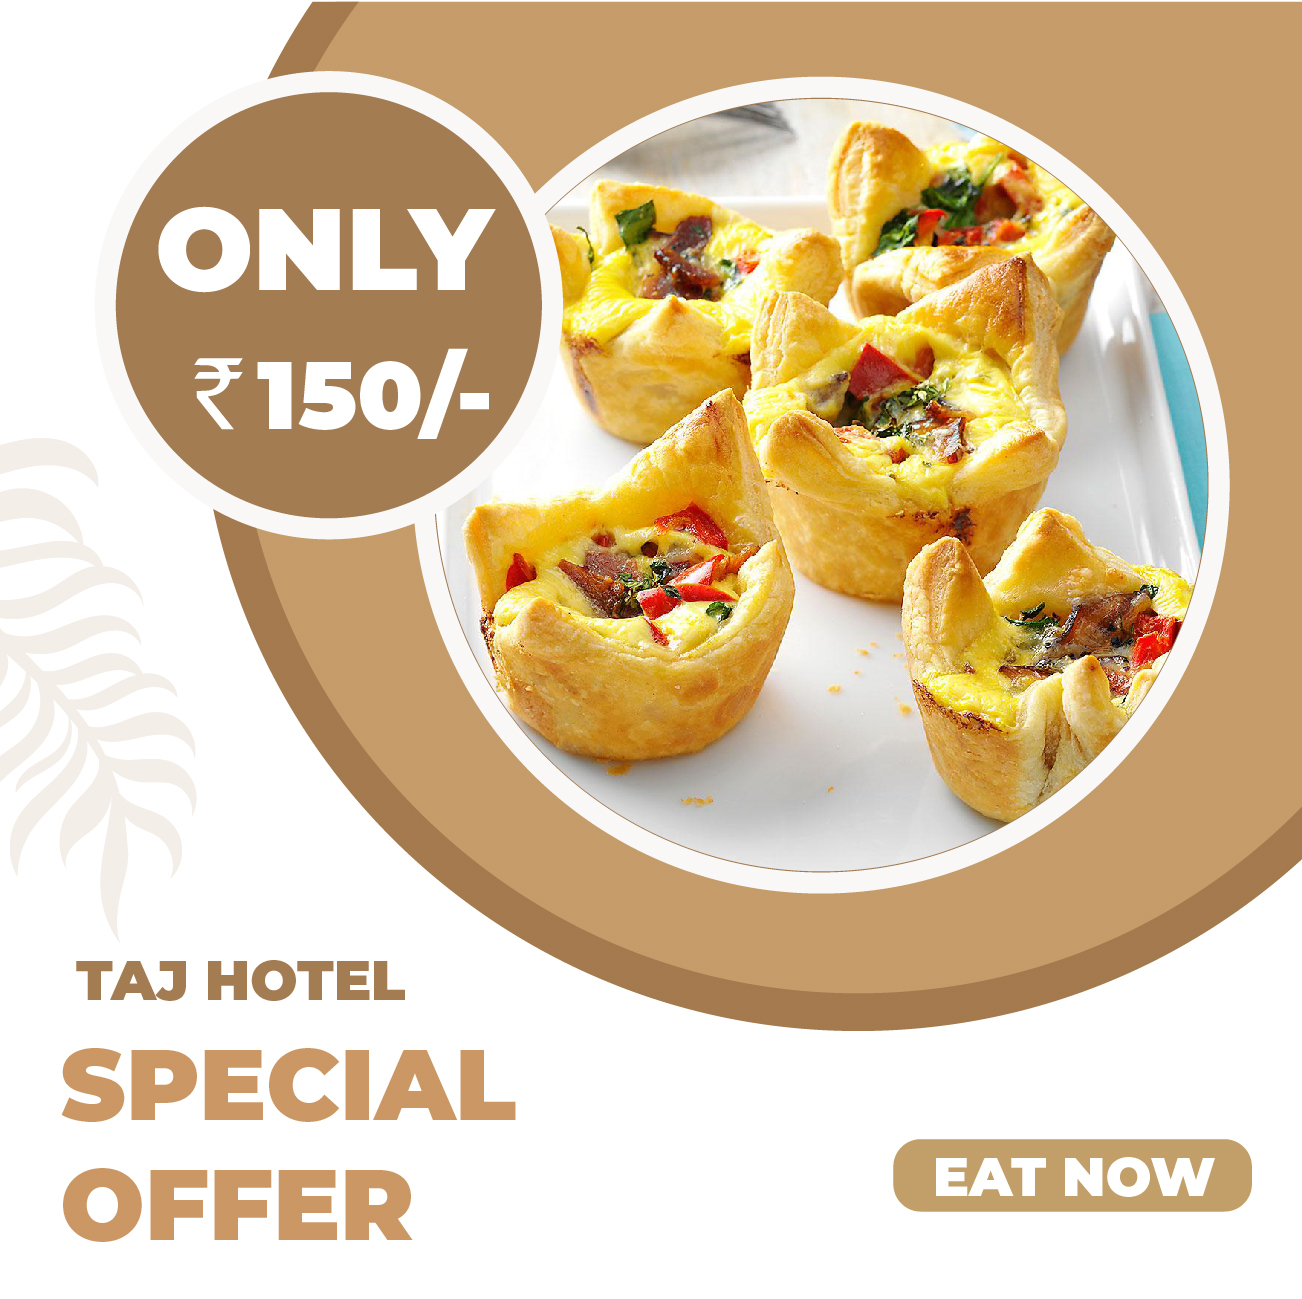 ONLY
₹150/-
TAJ HOTEL
SPECIAL
OFFER
EAT NOW